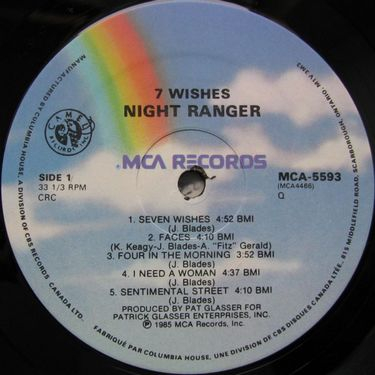 7 WISHES
NIGHT RANGER
CAMEL
RECORDS, INC.
MCA RECORDS
SIDE 1
33 1/3 RPM
CRC
MCA-5593
(MCA4466)
Q
1. SEVEN WISHES 4:52 BMI
(J. Blades)
2. FACES 4:10 BMI
(K. Keagy-J. Blades-A. "Fitz" Gerald)
3. FOUR IN THE MORNING 3:52 BMI
(J. Blades)
4. I NEED A WOMAN 4:37 BMI
(J. Blades)
5. SENTIMENTAL STREET 4:10 BMI
(J. Blades)
PRODUCED BY PAT GLASSER FOR
PATRICK GLASSER ENTERPRISES, INC.
℗ 1985 MCA Records, Inc.
MANUFACTURED BY COLUMBIA HOUSE, A DIVISION OF CBS RECORDS CANADA LTD.
FABRIQUÉ PAR COLUMBIA HOUSE, UNE DIVISION DE CBS DISQUES CANADA LTÉE.
815 MIDDLEFIELD ROAD, SCARBOROUGH, ONTARIO. M1V 2M3